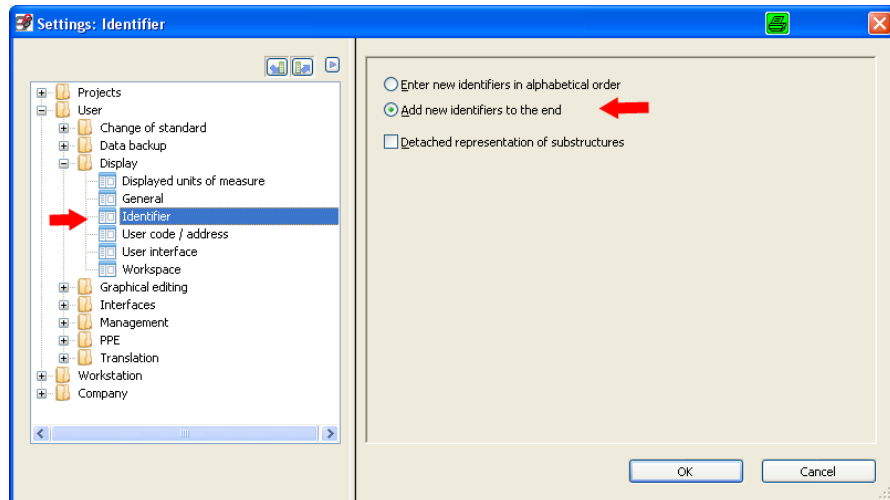 Settings: Identifier
Projects
User
Change of standard
Data backup
Display
Displayed units of measure
General
Identifier
User code / address
User interface
Workspace
Graphical editing
Interfaces
Management
PPE
Translation
Workstation
Company
Enter new identifiers in alphabetical order
Add new identifiers to the end
Detached representation of substructures
OK
Cancel